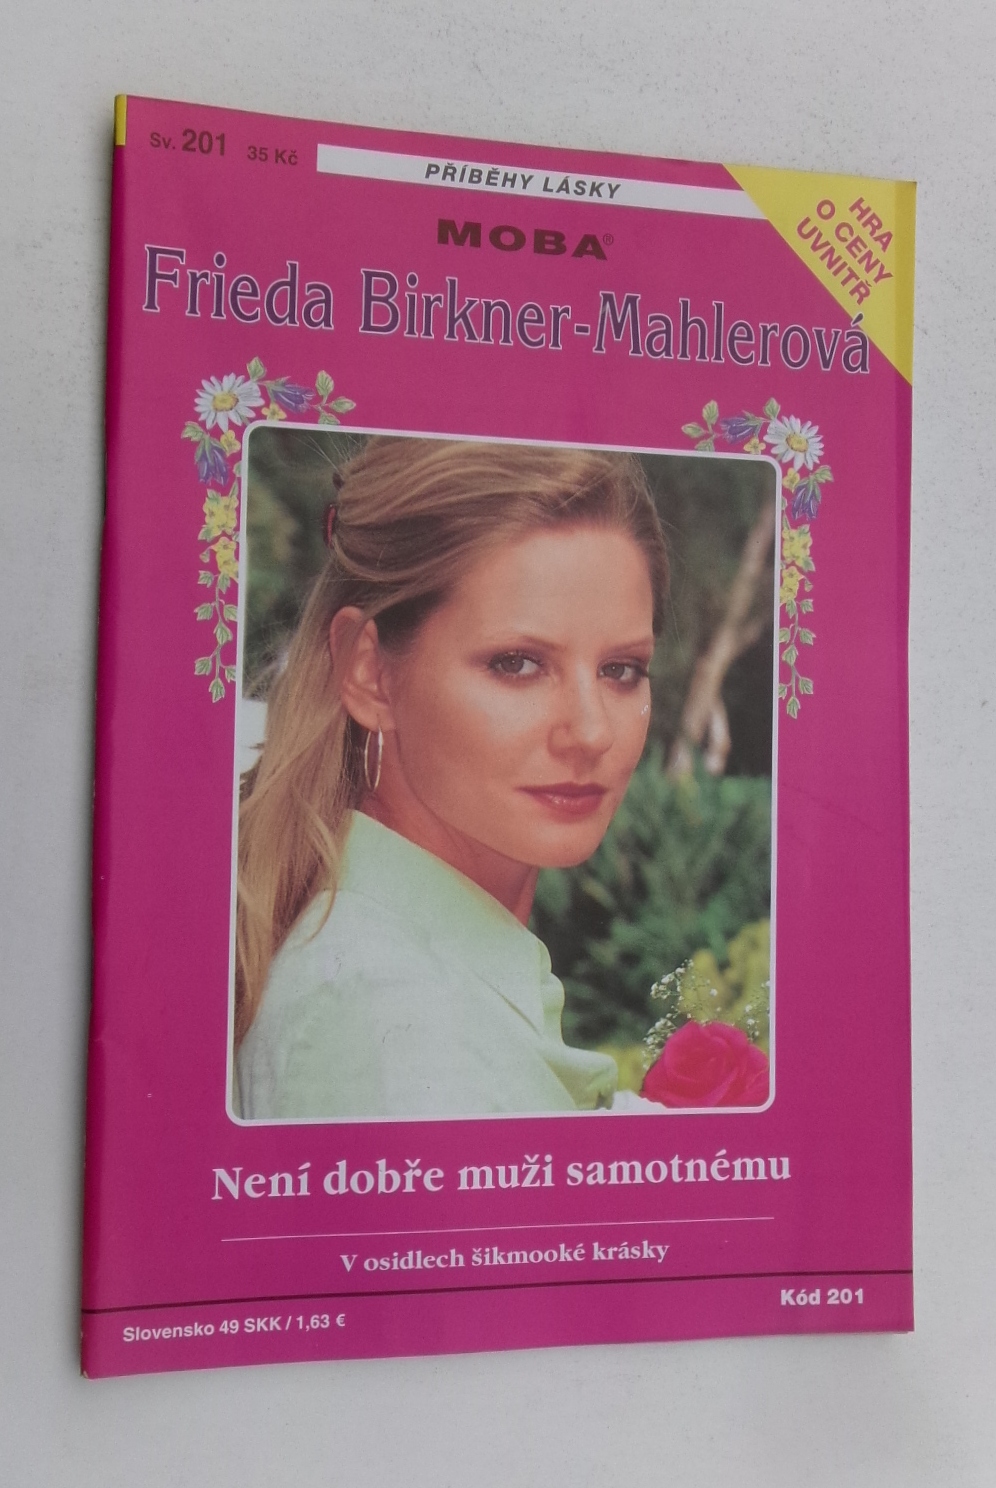 Sv. 201 35 Kč
PŘÍBĚHY LÁSKY
HRA
O CENY
UVNITŘ
MOBA®
Frieda Birkner-Mahlerová
Není dobře muži samotnému
V osidlech šikmooké krásky
Kód 201
Slovensko 49 SKK / 1,63 €